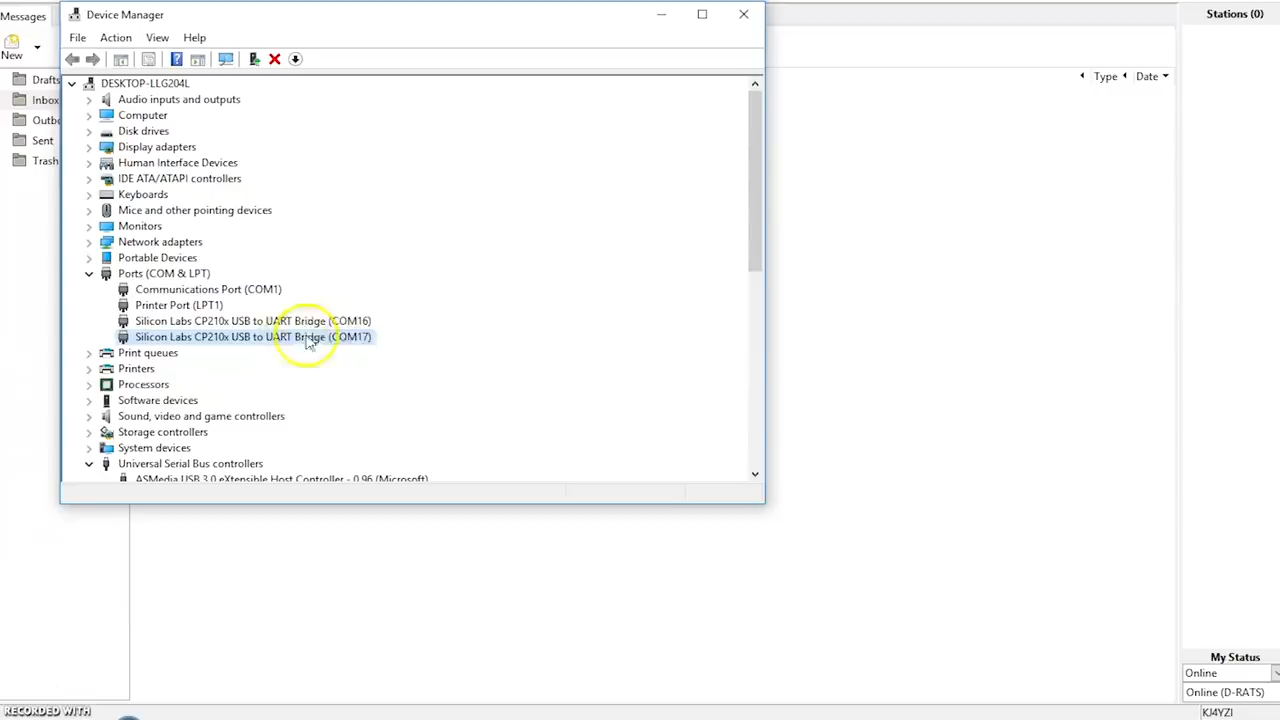 Messages
Device Manager
Stations (0)
File Action View Help
New
DESKTOP-LLG204L
Type Date
Drafts
Audio inputs and outputs
Inbox
Computer
Outbo
Disk drives
Sent
Display adapters
Trash
Human Interface Devices
IDE ATA/ATAPI controllers
Keyboards
Mice and other pointing devices
Monitors
Network adapters
Portable Devices
Ports (COM & LPT)
Communications Port (COM1)
Printer Port (LPT1)
Silicon Labs CP210x USB to UART Bridge (COM16)
Silicon Labs CP210x USB to UART Bridge (COM17)
Print queues
Printers
Processors
Software devices
Sound, video and game controllers
Storage controllers
System devices
Universal Serial Bus controllers
ASMedia USB 3.0 eXtensible Host Controller - 0.96 (Microsoft)
My Status
Online
Online (D-RATS)
RECORDED WITH
KJ4YZI